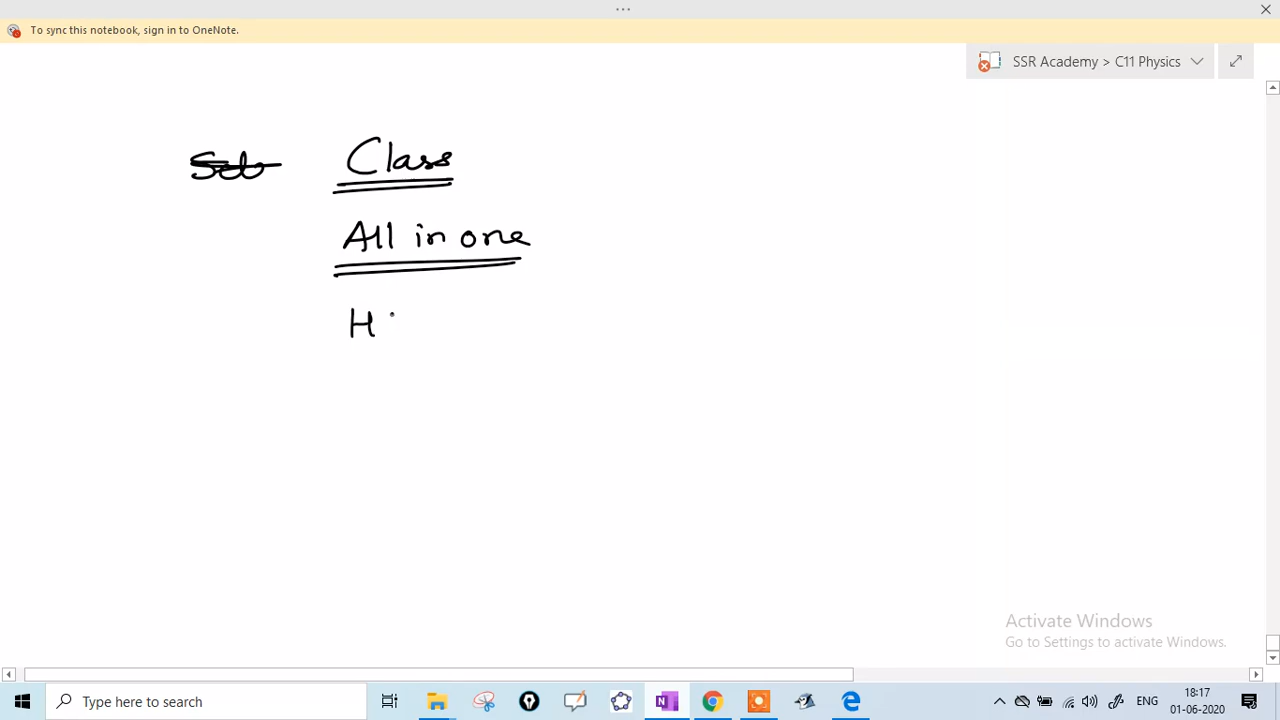 To sync this notebook, sign in to OneNote.
SSR Academy > C11 Physics
Class
All in one
H
Activate Windows
Go to Settings to activate Windows.
Type here to search
ENG
18:17
01-06-2020